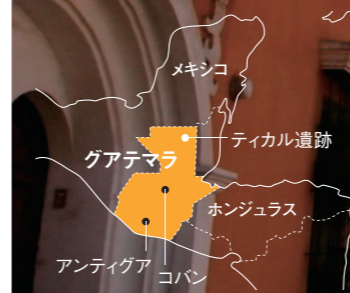 メキシコ
ティカル遺跡
グアテマラ
ホンジュラス
アンティグア
コバン